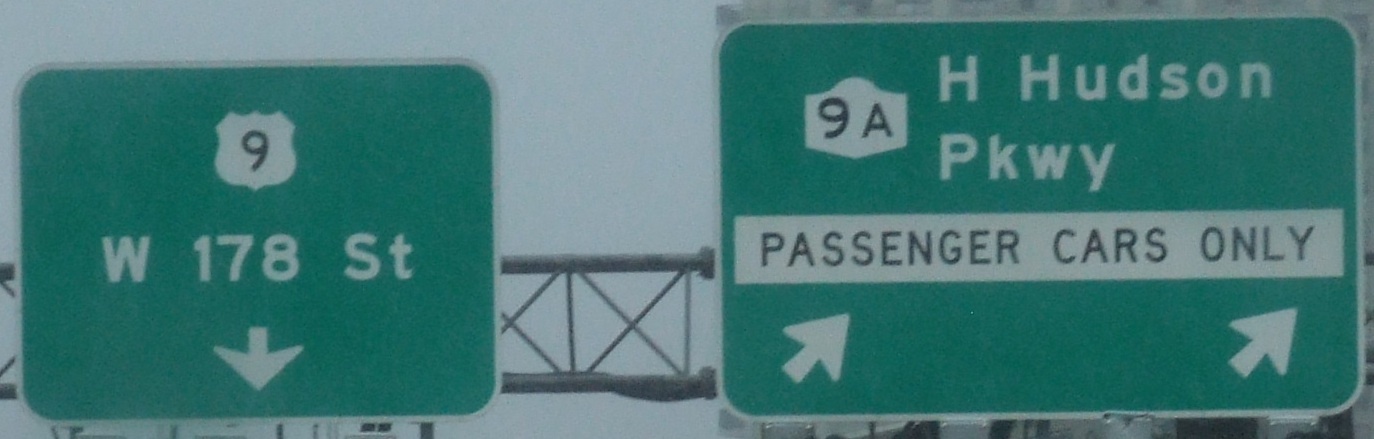 9
W 178 St
9A
H Hudson
Pkwy
PASSENGER CARS ONLY